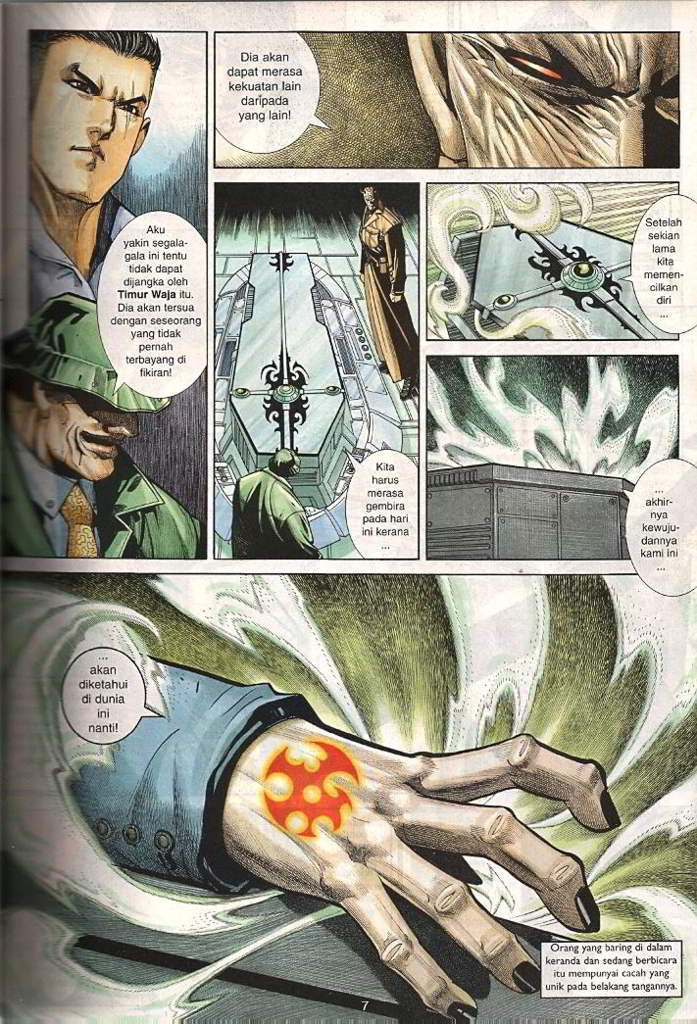 Dia akan
dapat merasa
kekuatan lain
daripada
yang lain!
Aku
yakin segala-
gala ini tentu
tidak dapat
dijangka oleh
Timur Waja itu.
Dia akan tersua
dengan seseorang
yang tidak
pernah
terbayang di
fikiran!
Kita
harus
merasa
gembira
pada hari
ini kerana
...
Setelah
sekian
lama
kita
memen-
cilkan
diri
...
...
akhir-
nya
kewuju-
dannya
kami ini
...
...
akan
diketahui
di dunia
ini
nanti!
Orang yang baring di dalam
keranda dan sedang berbicara
itu mempunyai cacah yang
unik pada belakang tangannya.
7